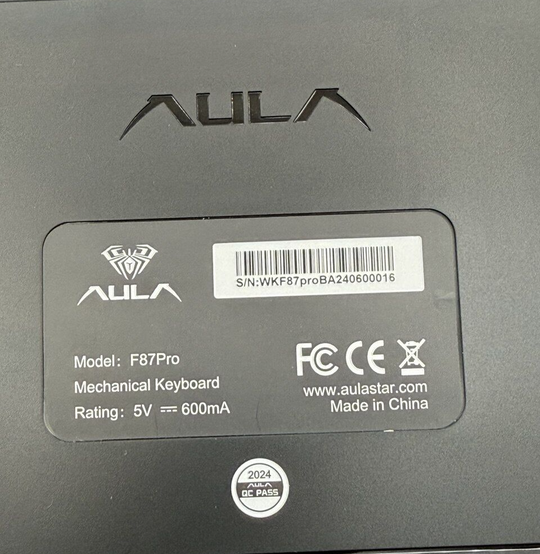 AULA
AULA
S/N:WKF87proBA240600016
Model: F87Pro
Mechanical Keyboard
Rating: 5V ⎓ 600mA
FC CE
www.aulastar.com
Made in China
2024
AULA
QC PASS